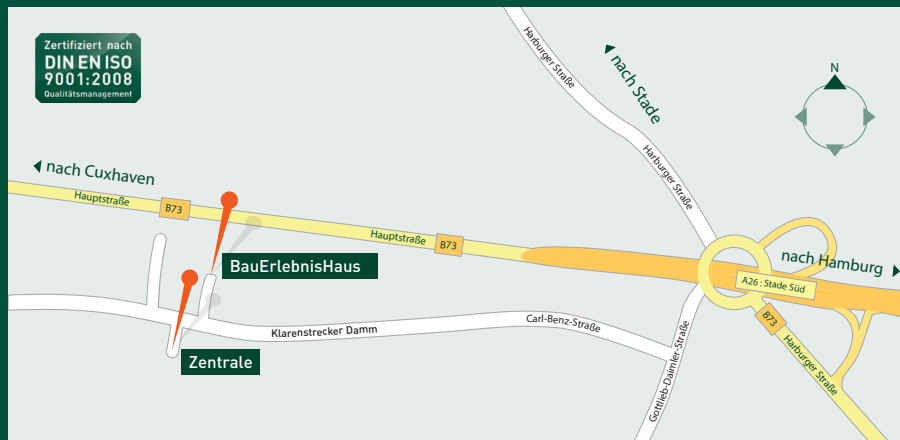 Zertifiziert nach
DIN EN ISO
9001:2008
Qualitätsmanagement
Harburger Straße
nach Stade
N
Harburger Straße
nach Cuxhaven
Hauptstraße
B73
Hauptstraße
B73
BauErlebnisHaus
nach Hamburg
A26 : Stade Süd
B73
Harburger Straße
Klarenstrecker Damm
Carl-Benz-Straße
Gottlieb-Daimler-Straße
Zentrale